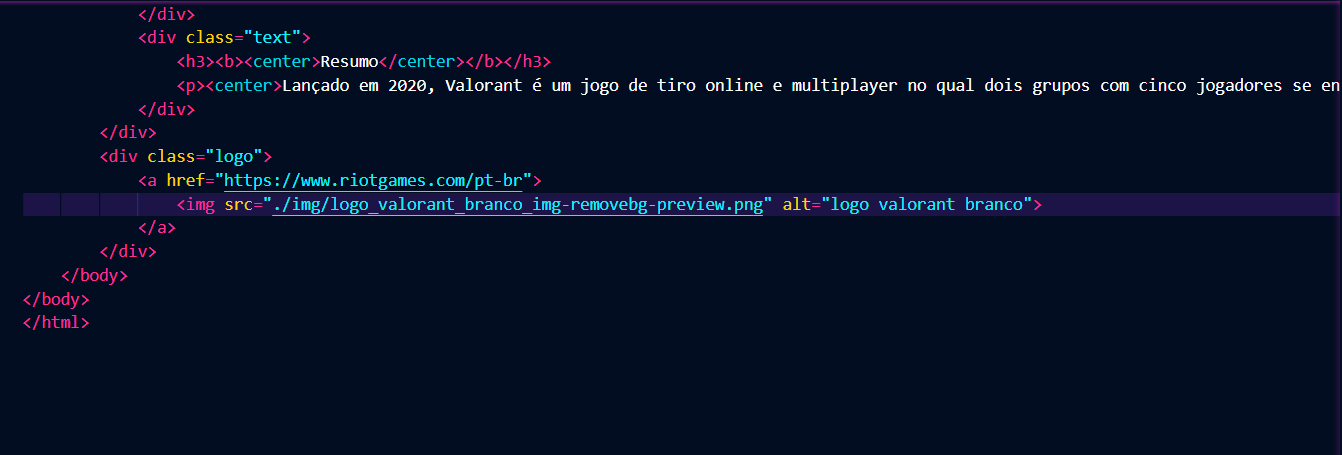 </div>
<div class="text">
<h3><b><center>Resumo</center></b></h3>
<p><center>Lançado em 2020, Valorant é um jogo de tiro online e multiplayer no qual dois grupos com cinco jogadores se en
</div>
</div>
<div class="logo">
<a href="https://www.riotgames.com/pt-br">
<img src="./img/logo_valorant_branco_img-removebg-preview.png" alt="logo valorant branco">
</a>
</div>
</body>
</body>
</html>